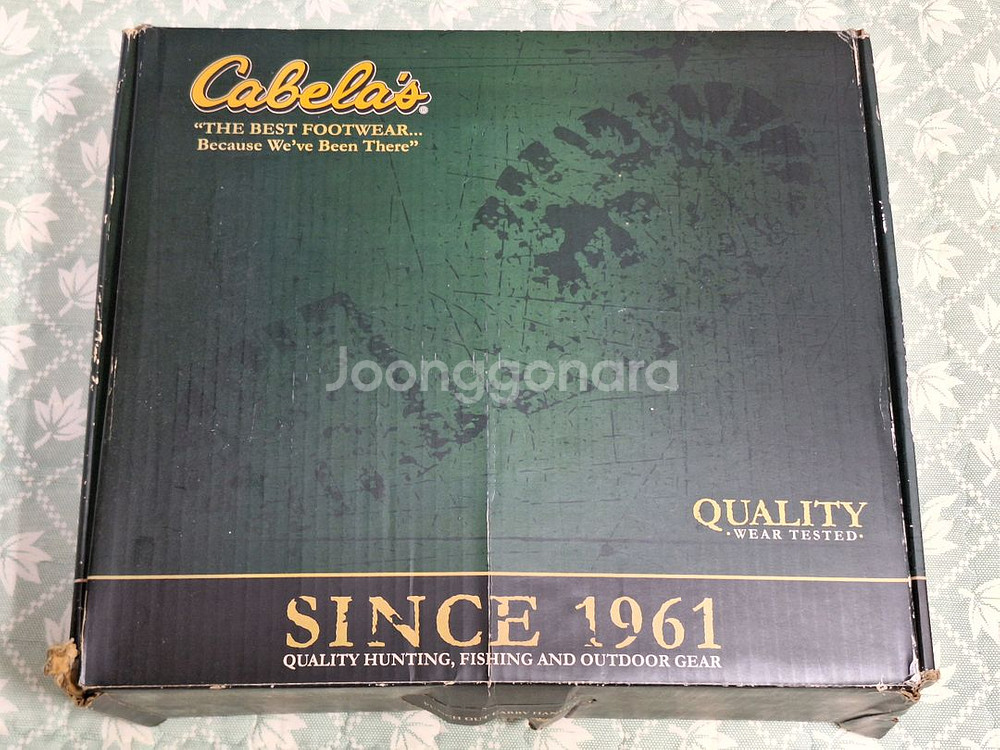 Cabela's®
"THE BEST FOOTWEAR...
Because We've Been There"
Joonggonara
QUALITY
·WEAR TESTED·
SINCE 1961
QUALITY HUNTING, FISHING AND OUTDOOR GEAR